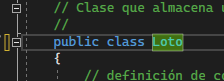 // Clase que almacena
//
public class Loto
{
// definición de c